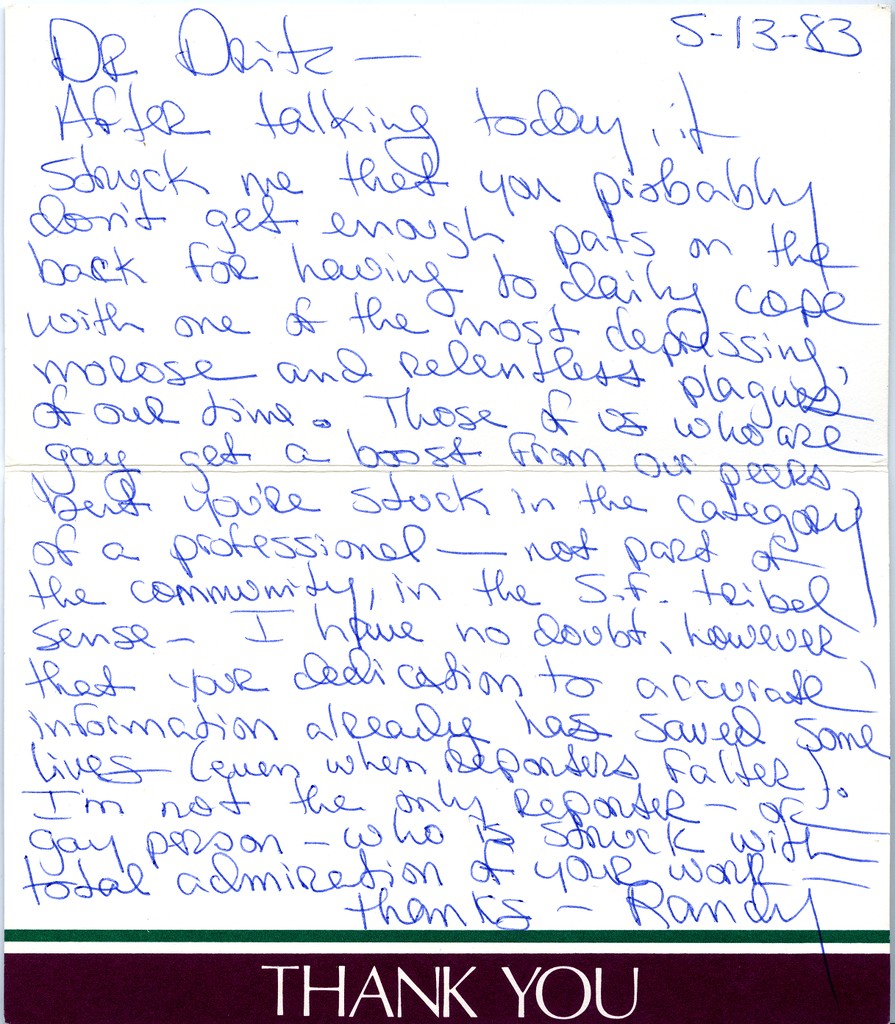 5-13-83
DR Dritz —
After talking today, it
struck me that you probably
don't get enough pats on the
back for having to daily cope
with one of the most depressing,
morose and relentless plagues
of our time. Those of us who are
gay get a boost from our peers,
but you're stuck in the category
of a professional — not part of
the community, in the S.F. tribal
sense — I have no doubt, however,
that your dedication to accurate
information already has saved some
lives (even when reporters falter).
I'm not the only reporter — or
gay person — who is struck with
total admiration of your work —
thanks — Randy
THANK YOU